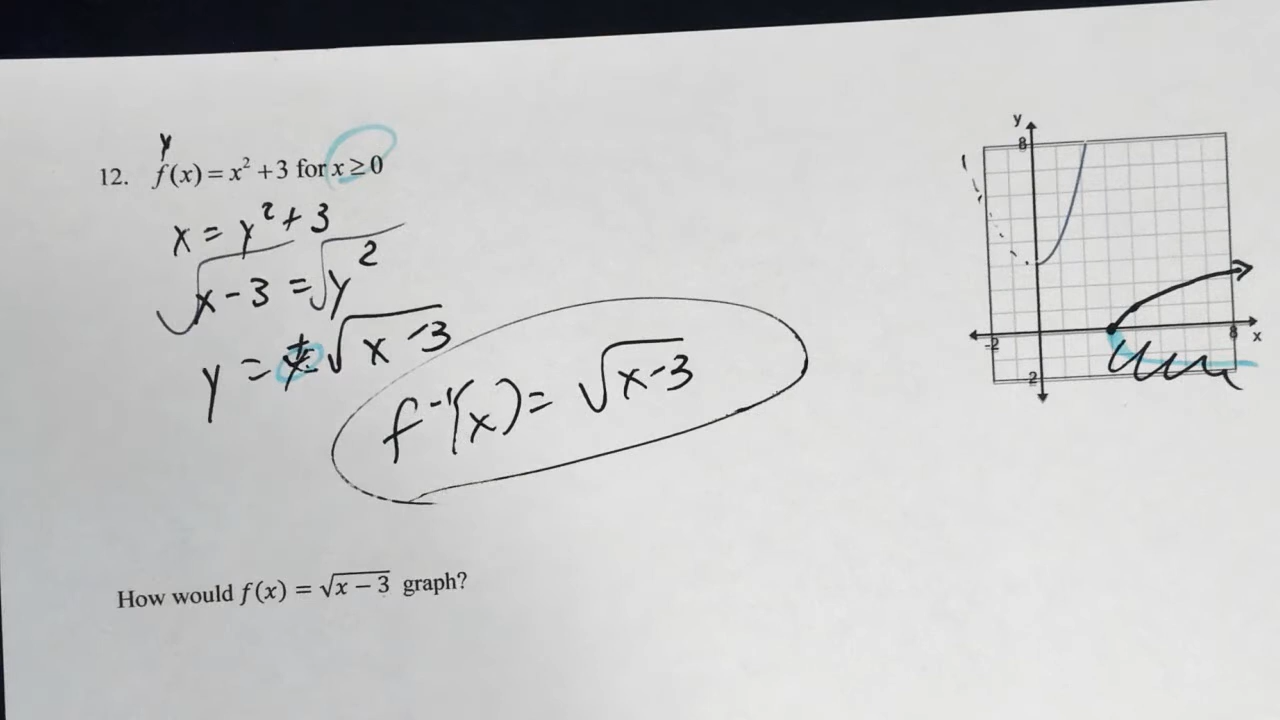 y
12. f(x) = x² + 3 for x ≥ 0
x = y² + 3
√x - 3 = √y²
y = ± √x - 3
f⁻¹(x) = √x-3
y
8
-2
8
x
2
How would f(x) = √x − 3 graph?